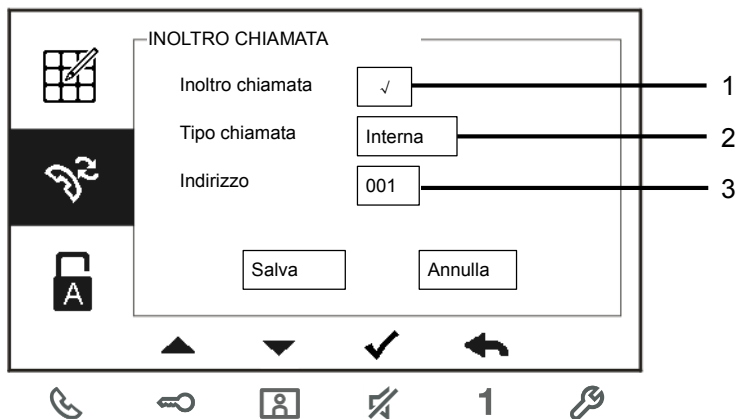 INOLTRO CHIAMATA
Inoltro chiamata √ 1
Tipo chiamata Interna 2
Indirizzo 001 3
Salva Annulla
A
1